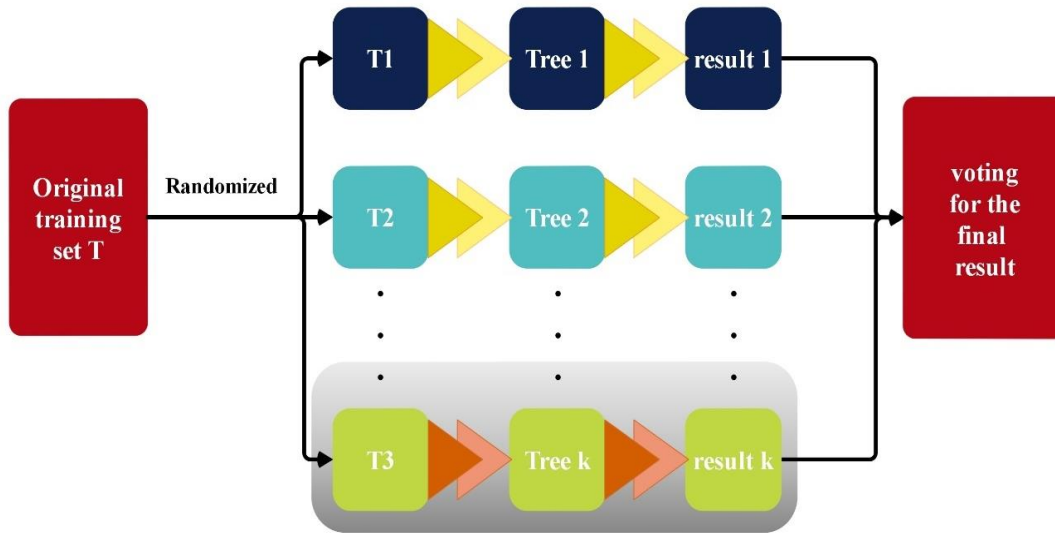 Original
training
set T
Randomized
T1
Tree 1
result 1
T2
Tree 2
result 2
T3
Tree k
result k
voting
for the
final
result